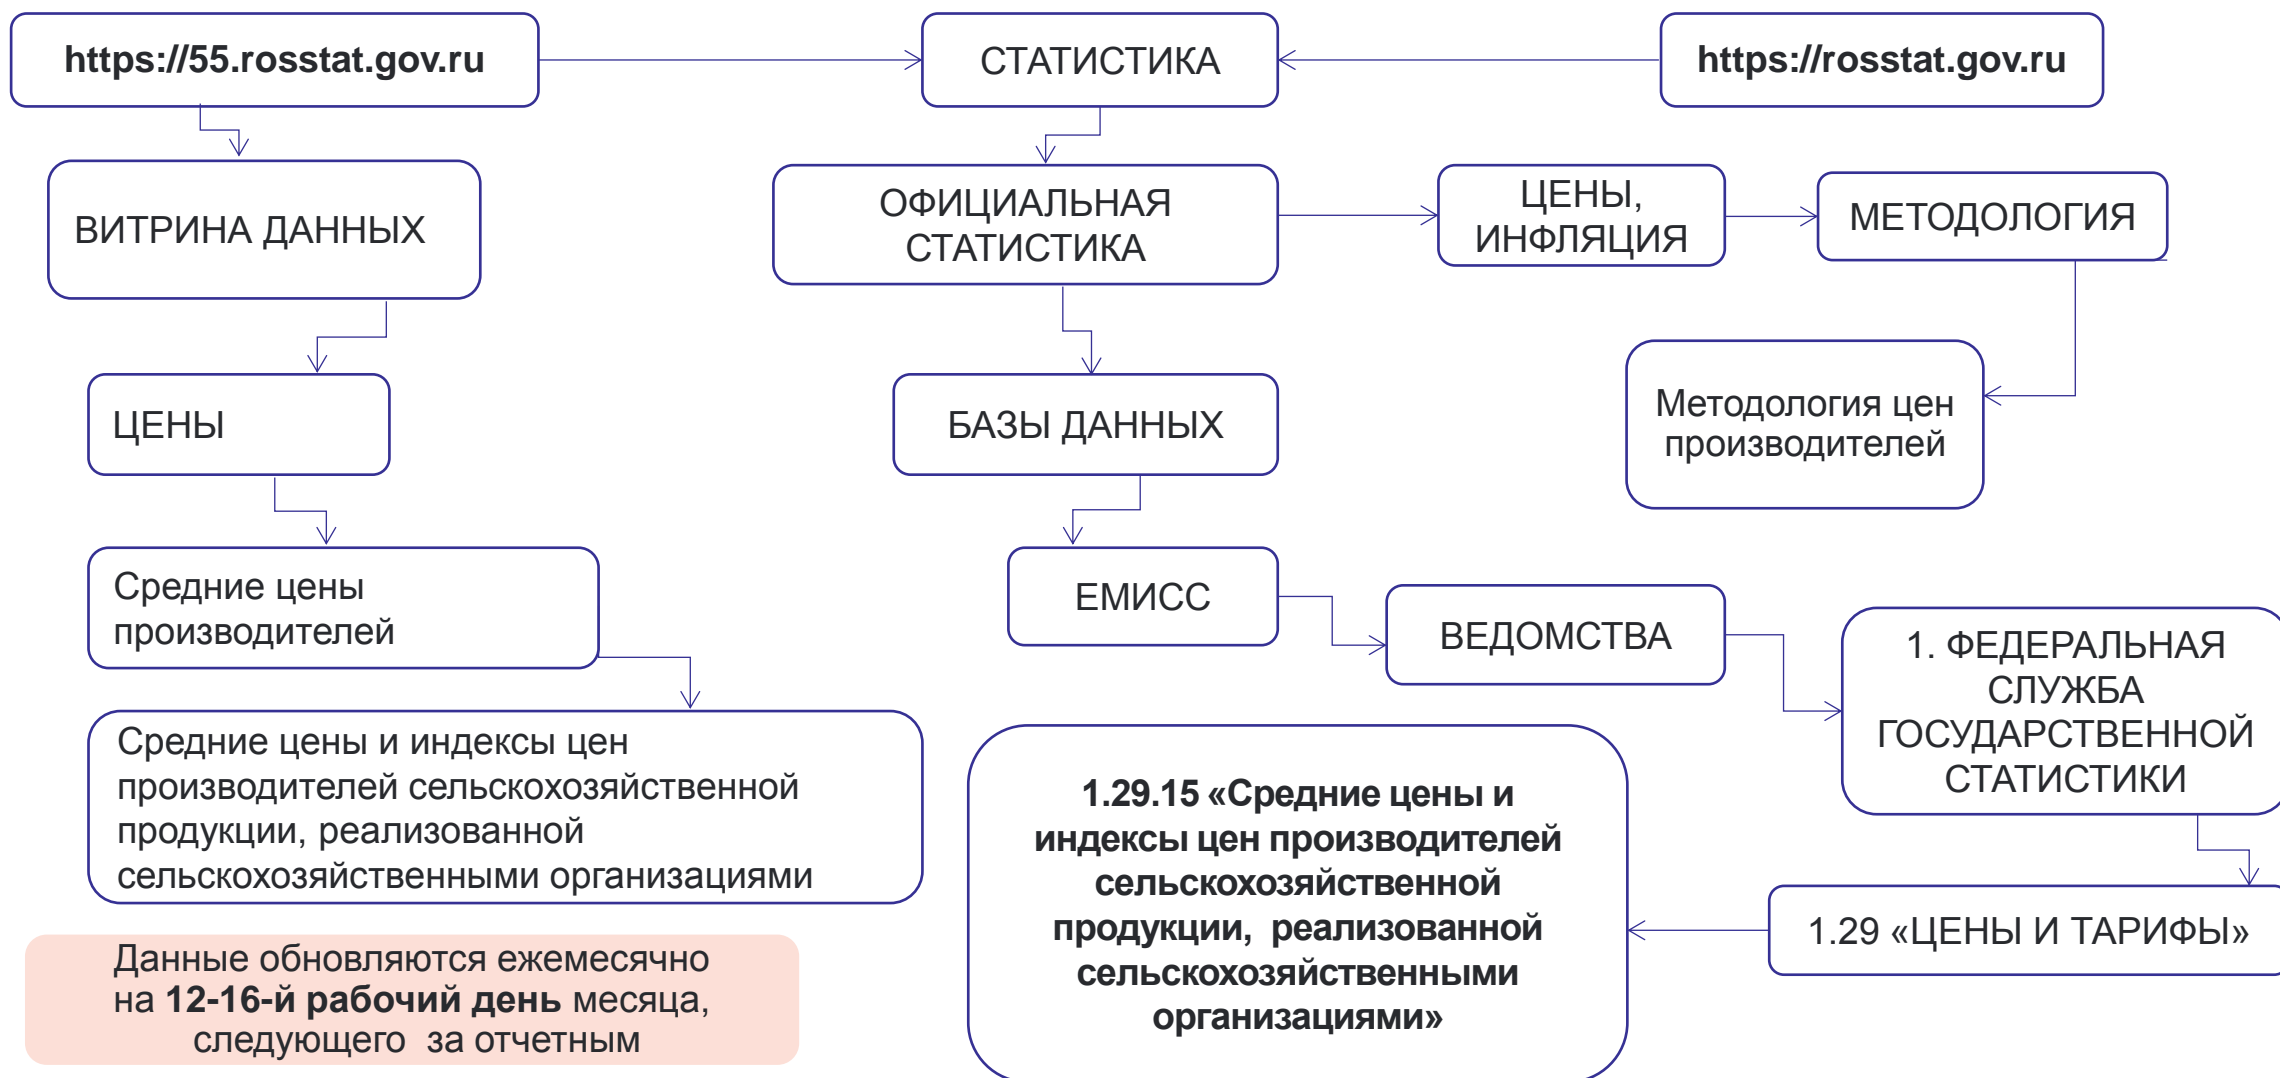 https://55.rosstat.gov.ru
СТАТИСТИКА
https://rosstat.gov.ru
ВИТРИНА ДАННЫХ
ОФИЦИАЛЬНАЯ
СТАТИСТИКА
ЦЕНЫ,
ИНФЛЯЦИЯ
МЕТОДОЛОГИЯ
ЦЕНЫ
БАЗЫ ДАННЫХ
Методология цен
производителей
Средние цены
производителей
ЕМИСС
ВЕДОМСТВА
1. ФЕДЕРАЛЬНАЯ
СЛУЖБА
ГОСУДАРСТВЕННОЙ
СТАТИСТИКИ
Средние цены и индексы цен
производителей сельскохозяйственной
продукции, реализованной
сельскохозяйственными организациями
1.29.15 «Средние цены и
индексы цен производителей
сельскохозяйственной
продукции,  реализованной
сельскохозяйственными
организациями»
1.29 «ЦЕНЫ И ТАРИФЫ»
Данные обновляются ежемесячно
на 12-16-й рабочий день месяца,
следующего  за отчетным